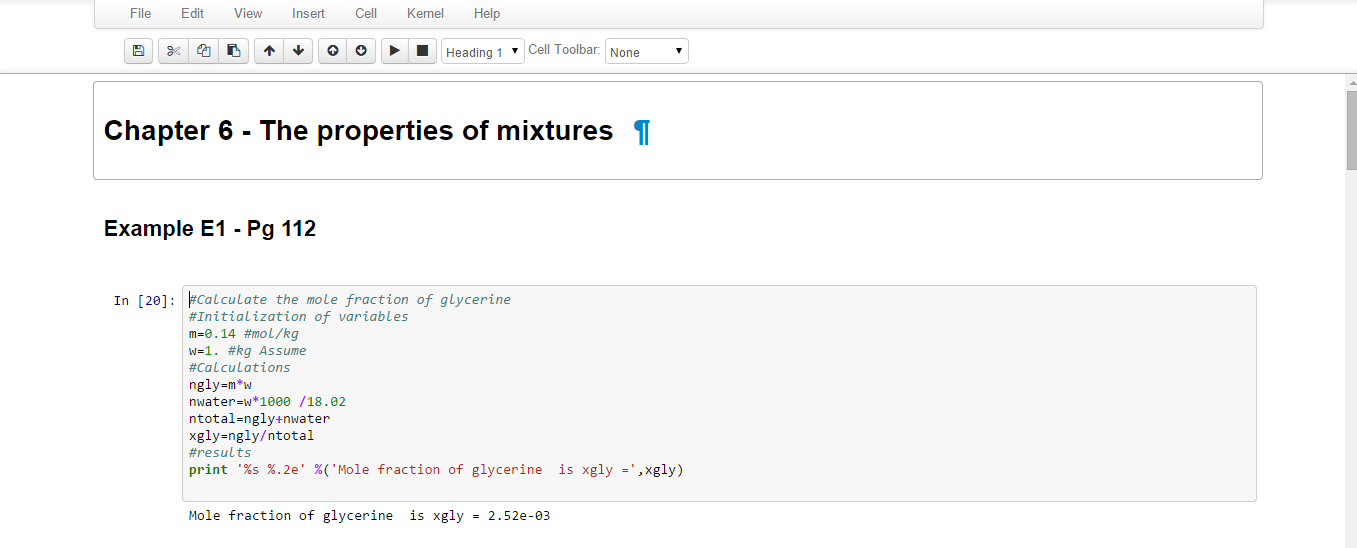 File Edit View Insert Cell Kernel Help
Heading 1 Cell Toolbar: None
Chapter 6 - The properties of mixtures ¶
Example E1 - Pg 112
In [20]: #Calculate the mole fraction of glycerine
#Initialization of variables
m=0.14 #mol/kg
w=1. #kg Assume
#Calculations
ngly=m*w
nwater=w*1000 /18.02
ntotal=ngly+nwater
xgly=ngly/ntotal
#results
print '%s %.2e' %('Mole fraction of glycerine  is xgly =',xgly)
Mole fraction of glycerine  is xgly = 2.52e-03